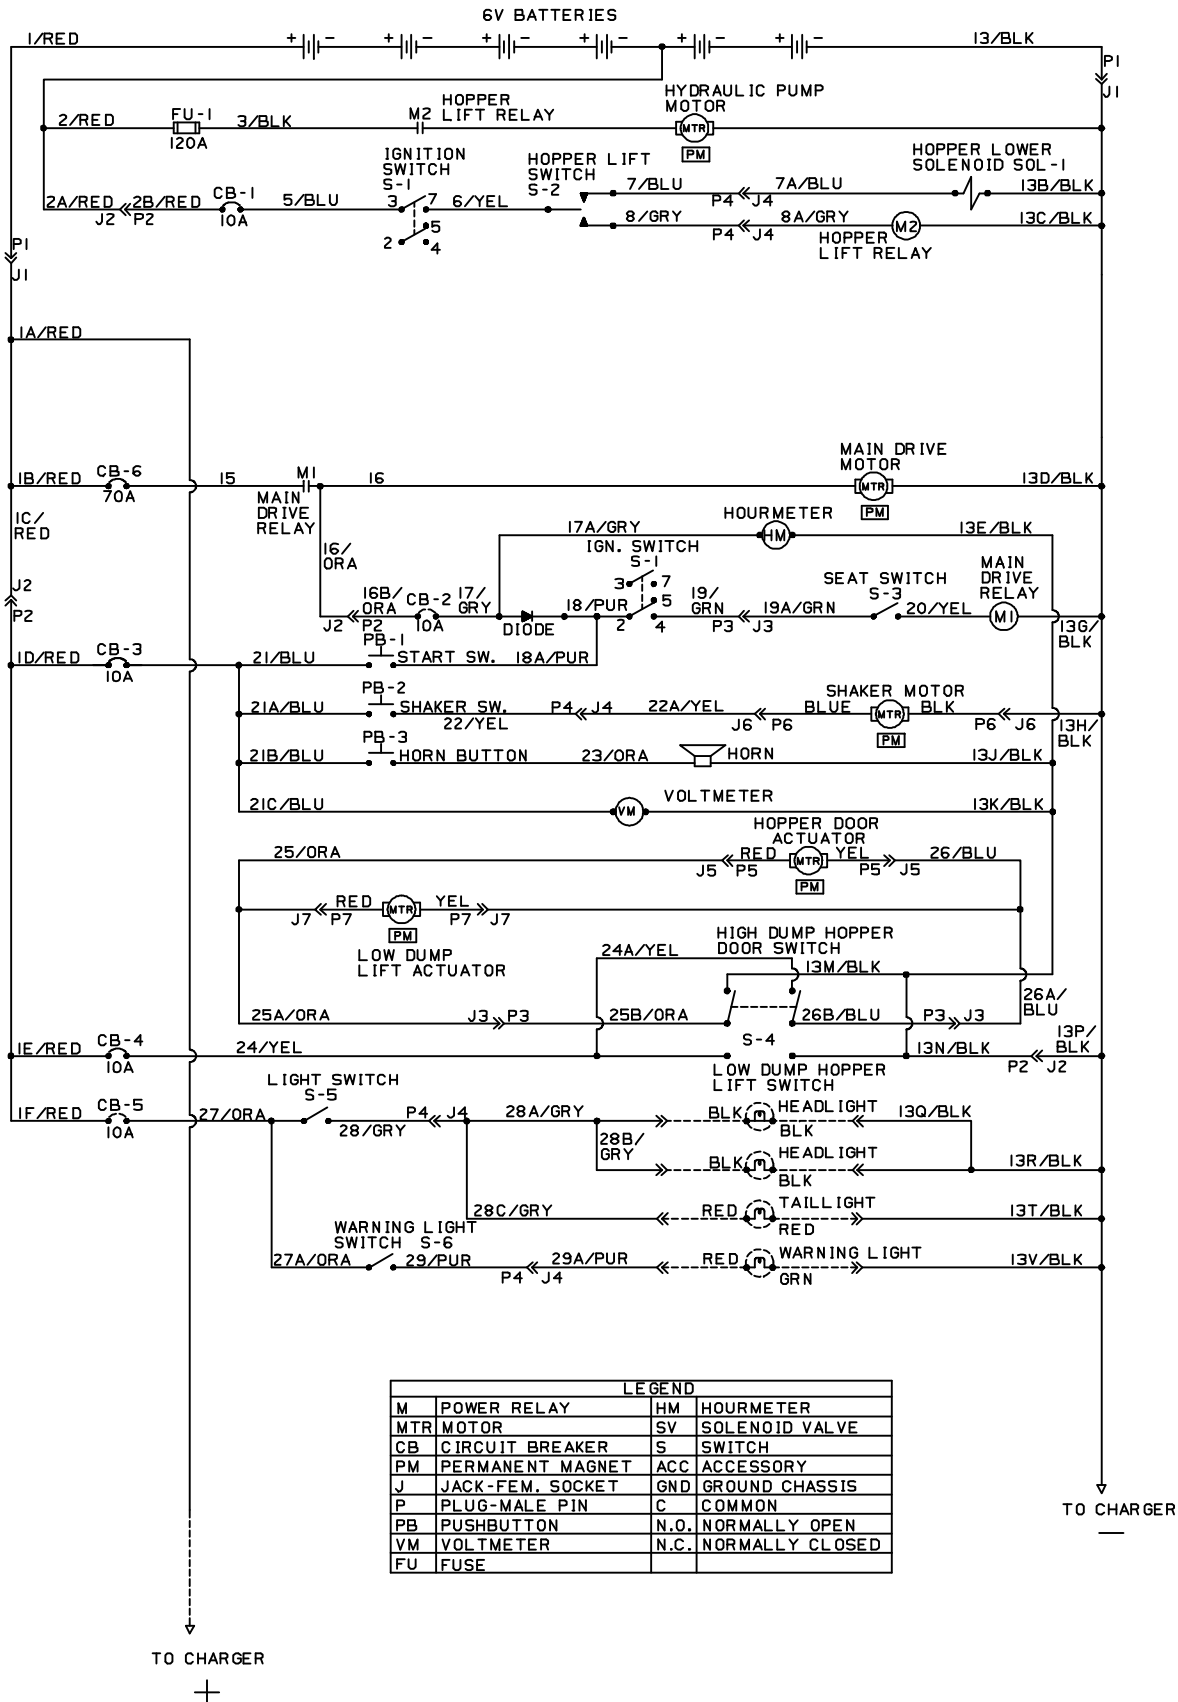 6V BATTERIES
1/RED
+ -
+ -
+ -
+ -
+ -
+ -
13/BLK
P1
J1
2/RED
FU-1
120A
3/BLK
M2
HOPPER
LIFT RELAY
HYDRAULIC PUMP
MOTOR
MTR
PM
IGNITION
SWITCH
S-1
HOPPER LIFT
SWITCH
S-2
HOPPER LOWER
SOLENOID SOL-1
2A/RED
J2
P2
2B/RED
CB-1
10A
5/BLU
3
7
5
2
4
6/YEL
7/BLU
P4
J4
7A/BLU
13B/BLK
8/GRY
P4
J4
8A/GRY
M2
HOPPER
LIFT RELAY
13C/BLK
P1
J1
1A/RED
1B/RED
CB-6
70A
15
M1
MAIN
DRIVE
RELAY
16
MAIN DRIVE
MOTOR
MTR
PM
13D/BLK
1C/
RED
16/
ORA
17A/GRY
HOURMETER
HM
13E/BLK
IGN. SWITCH
S-1
3
7
5
2
4
J2
P2
J2
P2
16B/
ORA
CB-2
10A
17/
GRY
DIODE
18/PUR
19/
GRN
P3
J3
19A/GRN
SEAT SWITCH
S-3
20/YEL
MAIN
DRIVE
RELAY
M1
13G/
BLK
1D/RED
CB-3
10A
21/BLU
PB-1
START SW.
18A/PUR
21A/BLU
PB-2
SHAKER SW.
22/YEL
P4
J4
22A/YEL
J6
P6
BLUE
SHAKER MOTOR
MTR
PM
BLK
P6
J6
13H/
BLK
21B/BLU
PB-3
HORN BUTTON
23/ORA
HORN
13J/BLK
21C/BLU
VM
VOLTMETER
13K/BLK
HOPPER DOOR
ACTUATOR
25/ORA
J5
P5
RED
MTR
PM
YEL
P5
J5
26/BLU
J7
P7
RED
MTR
PM
YEL
P7
J7
LOW DUMP
LIFT ACTUATOR
HIGH DUMP HOPPER
DOOR SWITCH
24A/YEL
13M/BLK
25A/ORA
J3
P3
25B/ORA
26B/BLU
P3
J3
26A/
BLU
S-4
1E/RED
CB-4
10A
24/YEL
13N/BLK
P2
J2
13P/
BLK
LOW DUMP HOPPER
LIFT SWITCH
1F/RED
CB-5
10A
27/ORA
LIGHT SWITCH
S-5
28/GRY
P4
J4
28A/GRY
BLK
HEADLIGHT
BLK
13Q/BLK
28B/
GRY
BLK
HEADLIGHT
BLK
13R/BLK
28C/GRY
RED
TAILLIGHT
RED
13T/BLK
WARNING LIGHT
SWITCH S-6
27A/ORA
29/PUR
P4
J4
29A/PUR
RED
WARNING LIGHT
GRN
13V/BLK
LEGEND
M POWER RELAY HM HOURMETER
MTR MOTOR SV SOLENOID VALVE
CB CIRCUIT BREAKER S SWITCH
PM PERMANENT MAGNET ACC ACCESSORY
J JACK-FEM. SOCKET GND GROUND CHASSIS
P PLUG-MALE PIN C COMMON
PB PUSHBUTTON N.O. NORMALLY OPEN
VM VOLTMETER N.C. NORMALLY CLOSED
FU FUSE
TO CHARGER
—
TO CHARGER
+